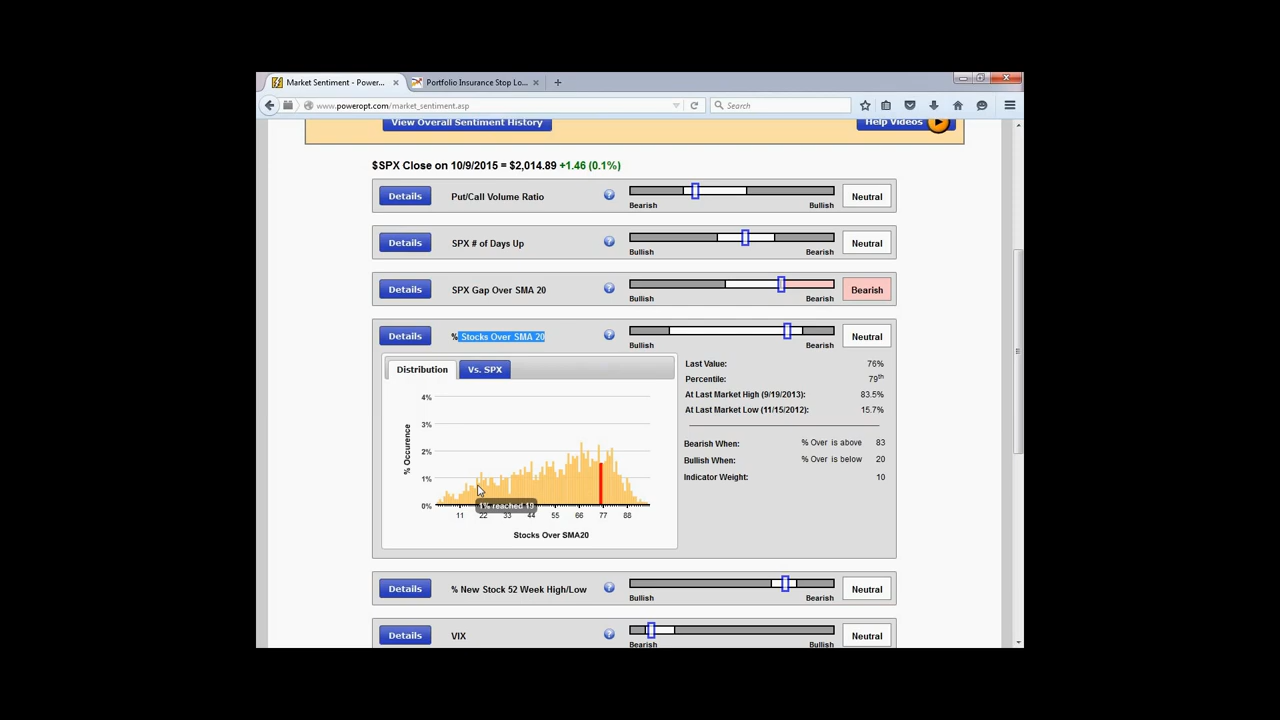 Market Sentiment - Power...
Portfolio Insurance Stop Lo...
www.poweropt.com/market_sentiment.asp
Search
View Overall Sentiment History
Help Videos
$SPX Close on 10/9/2015 = $2,014.89 +1.46 (0.1%)
Details Put/Call Volume Ratio ? Neutral
Bearish Bullish
Details SPX # of Days Up ? Neutral
Bullish Bearish
Details SPX Gap Over SMA 20 ? Bearish
Bullish Bearish
Details % Stocks Over SMA 20 ? Neutral
Bullish Bearish
Distribution Vs. SPX
Last Value: 76%
Percentile: 79th
At Last Market High (9/19/2013): 83.5%
At Last Market Low (11/15/2012): 15.7%
Bearish When: % Over is above 83
Bullish When: % Over is below 20
Indicator Weight: 10
% Occurence
4%
3%
2%
1%
0%
1% reached 19
11 22 33 44 55 66 77 88
Stocks Over SMA20
Details % New Stock 52 Week High/Low ? Neutral
Bullish Bearish
Details VIX ? Neutral
Bearish Bullish